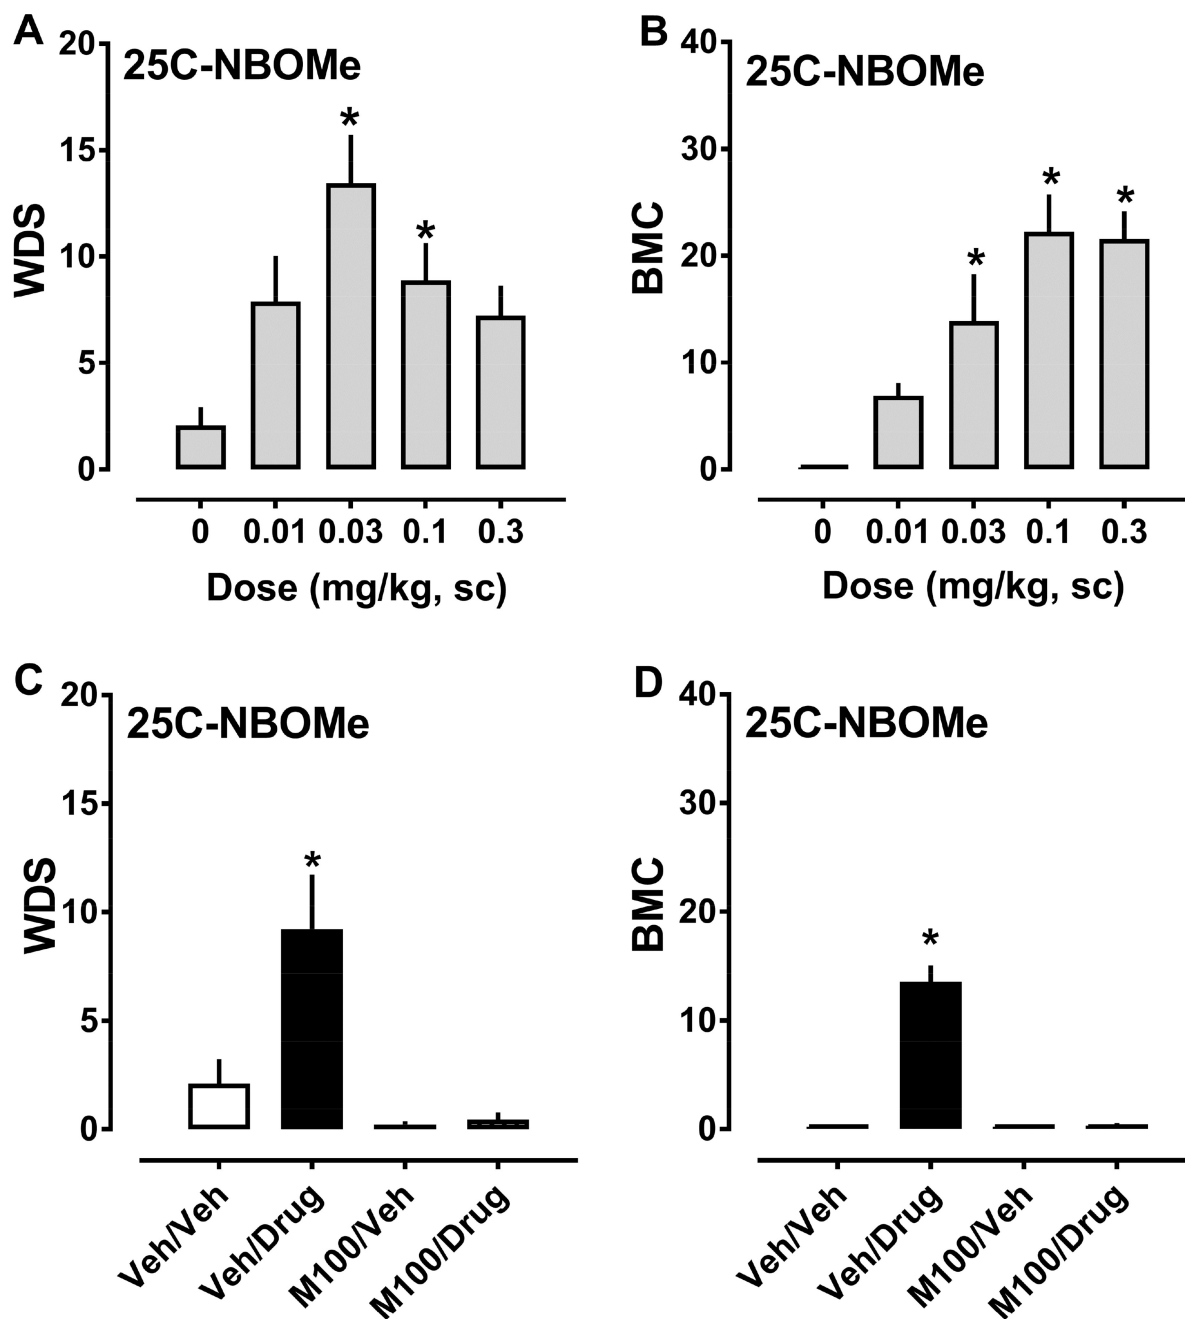 A
25C-NBOMe
WDS
20
15
10
5
0
*
*
0 0.01 0.03 0.1 0.3
Dose (mg/kg, sc)
B
25C-NBOMe
BMC
40
30
20
10
0
*
*
*
0 0.01 0.03 0.1 0.3
Dose (mg/kg, sc)
C
25C-NBOMe
WDS
20
15
10
5
0
*
Veh/Veh
Veh/Drug
M100/Veh
M100/Drug
D
25C-NBOMe
BMC
40
30
20
10
0
*
Veh/Veh
Veh/Drug
M100/Veh
M100/Drug